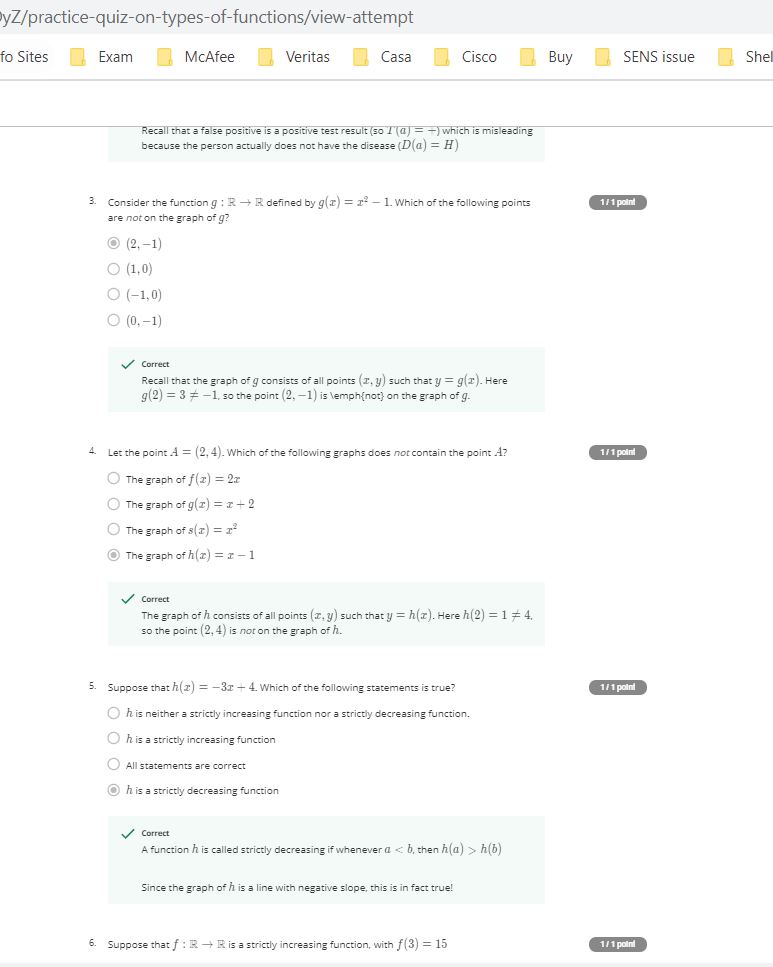 yZ/practice-quiz-on-types-of-functions/view-attempt
fo Sites Exam McAfee Veritas Casa Cisco Buy SENS issue Shel
Recall that a false positive is a positive test result (so T(a) = +) which is misleading
because the person actually does not have the disease (D(a) = H)
3. Consider the function g : ℝ → ℝ defined by g(x) = x² − 1. Which of the following points 1 / 1 point
are not on the graph of g?
(2, −1)
(1, 0)
(−1, 0)
(0, −1)
Correct
Recall that the graph of g consists of all points (x, y) such that y = g(x). Here
g(2) = 3 ≠ −1, so the point (2, −1) is \emph{not} on the graph of g.
4. Let the point A = (2, 4). Which of the following graphs does not contain the point A? 1 / 1 point
The graph of f(x) = 2x
The graph of g(x) = x + 2
The graph of s(x) = x²
The graph of h(x) = x − 1
Correct
The graph of h consists of all points (x, y) such that y = h(x). Here h(2) = 1 ≠ 4,
so the point (2, 4) is not on the graph of h.
5. Suppose that h(x) = −3x + 4. Which of the following statements is true? 1 / 1 point
h is neither a strictly increasing function nor a strictly decreasing function.
h is a strictly increasing function
All statements are correct
h is a strictly decreasing function
Correct
A function h is called strictly decreasing if whenever a < b, then h(a) > h(b)
Since the graph of h is a line with negative slope, this is in fact true!
6. Suppose that f : ℝ → ℝ is a strictly increasing function, with f(3) = 15 1 / 1 point